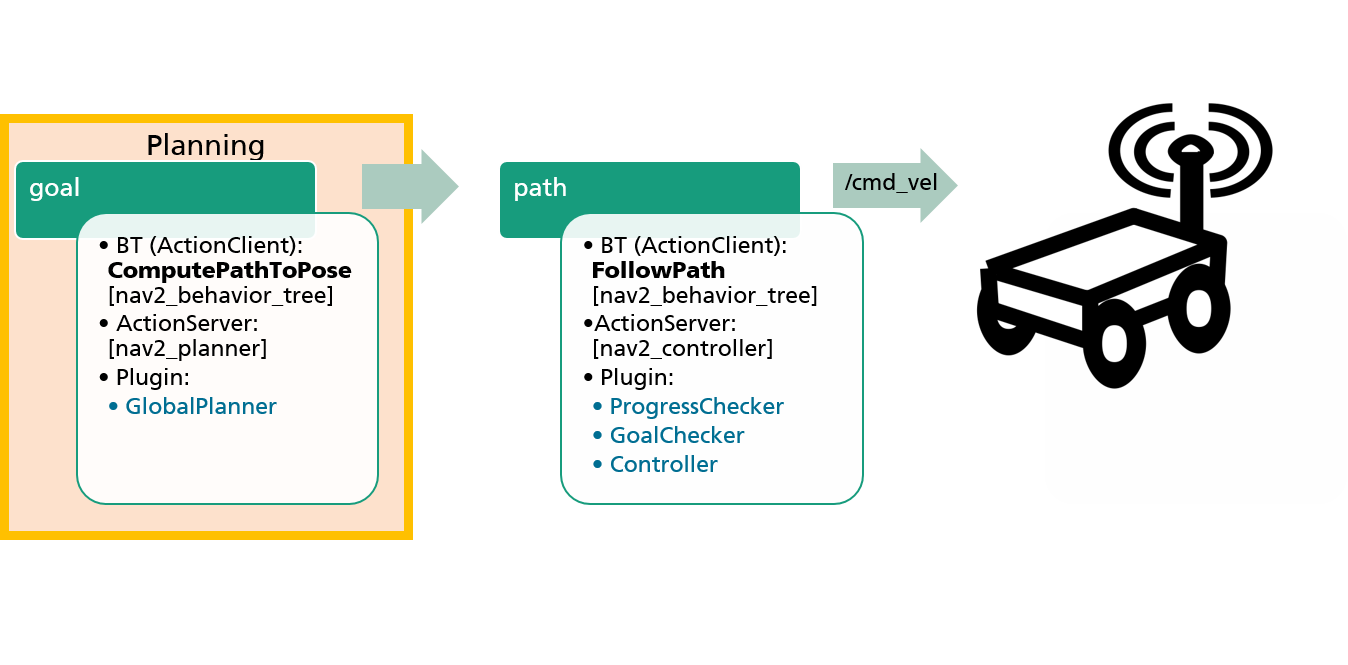 Planning
goal
• BT (ActionClient):
ComputePathToPose
[nav2_behavior_tree]
• ActionServer:
[nav2_planner]
• Plugin:
• GlobalPlanner
path
• BT (ActionClient):
FollowPath
[nav2_behavior_tree]
•ActionServer:
[nav2_controller]
• Plugin:
• ProgressChecker
• GoalChecker
• Controller
/cmd_vel